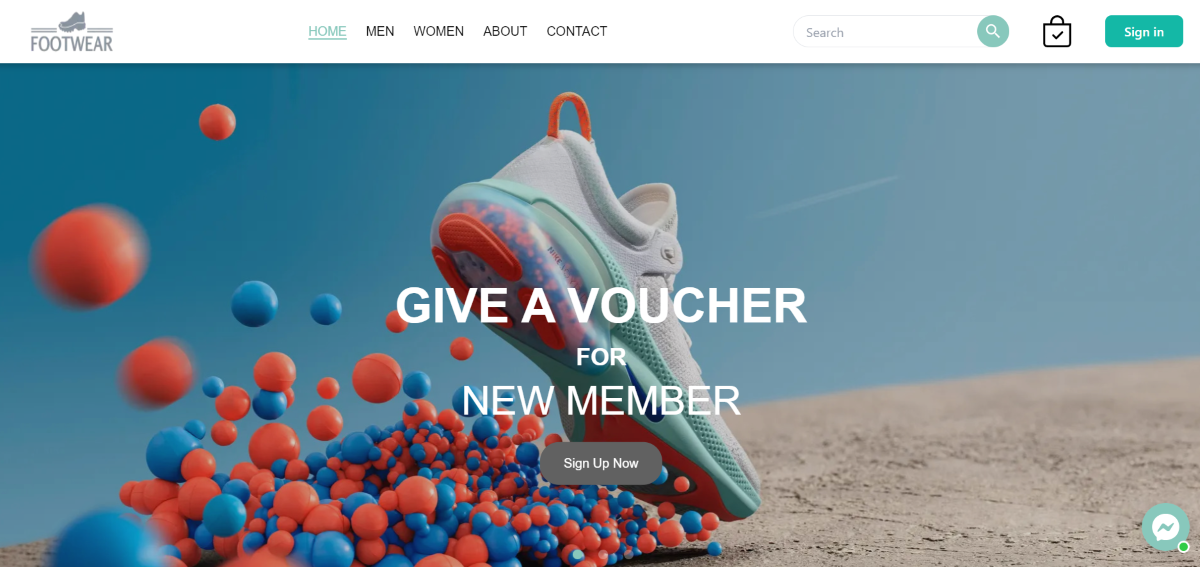 FOOTWEAR
HOME MEN WOMEN ABOUT CONTACT
Search
Sign in
GIVE A VOUCHER
FOR
NEW MEMBER
Sign Up Now